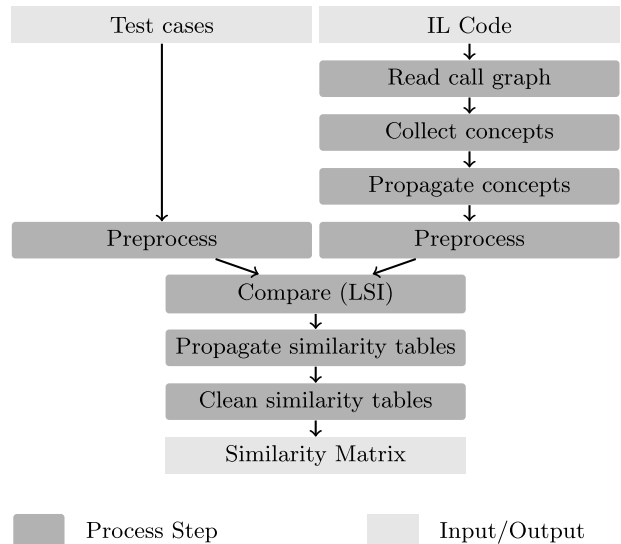 Test cases
IL Code
Read call graph
Collect concepts
Propagate concepts
Preprocess
Preprocess
Compare (LSI)
Propagate similarity tables
Clean similarity tables
Similarity Matrix
Process Step
Input/Output